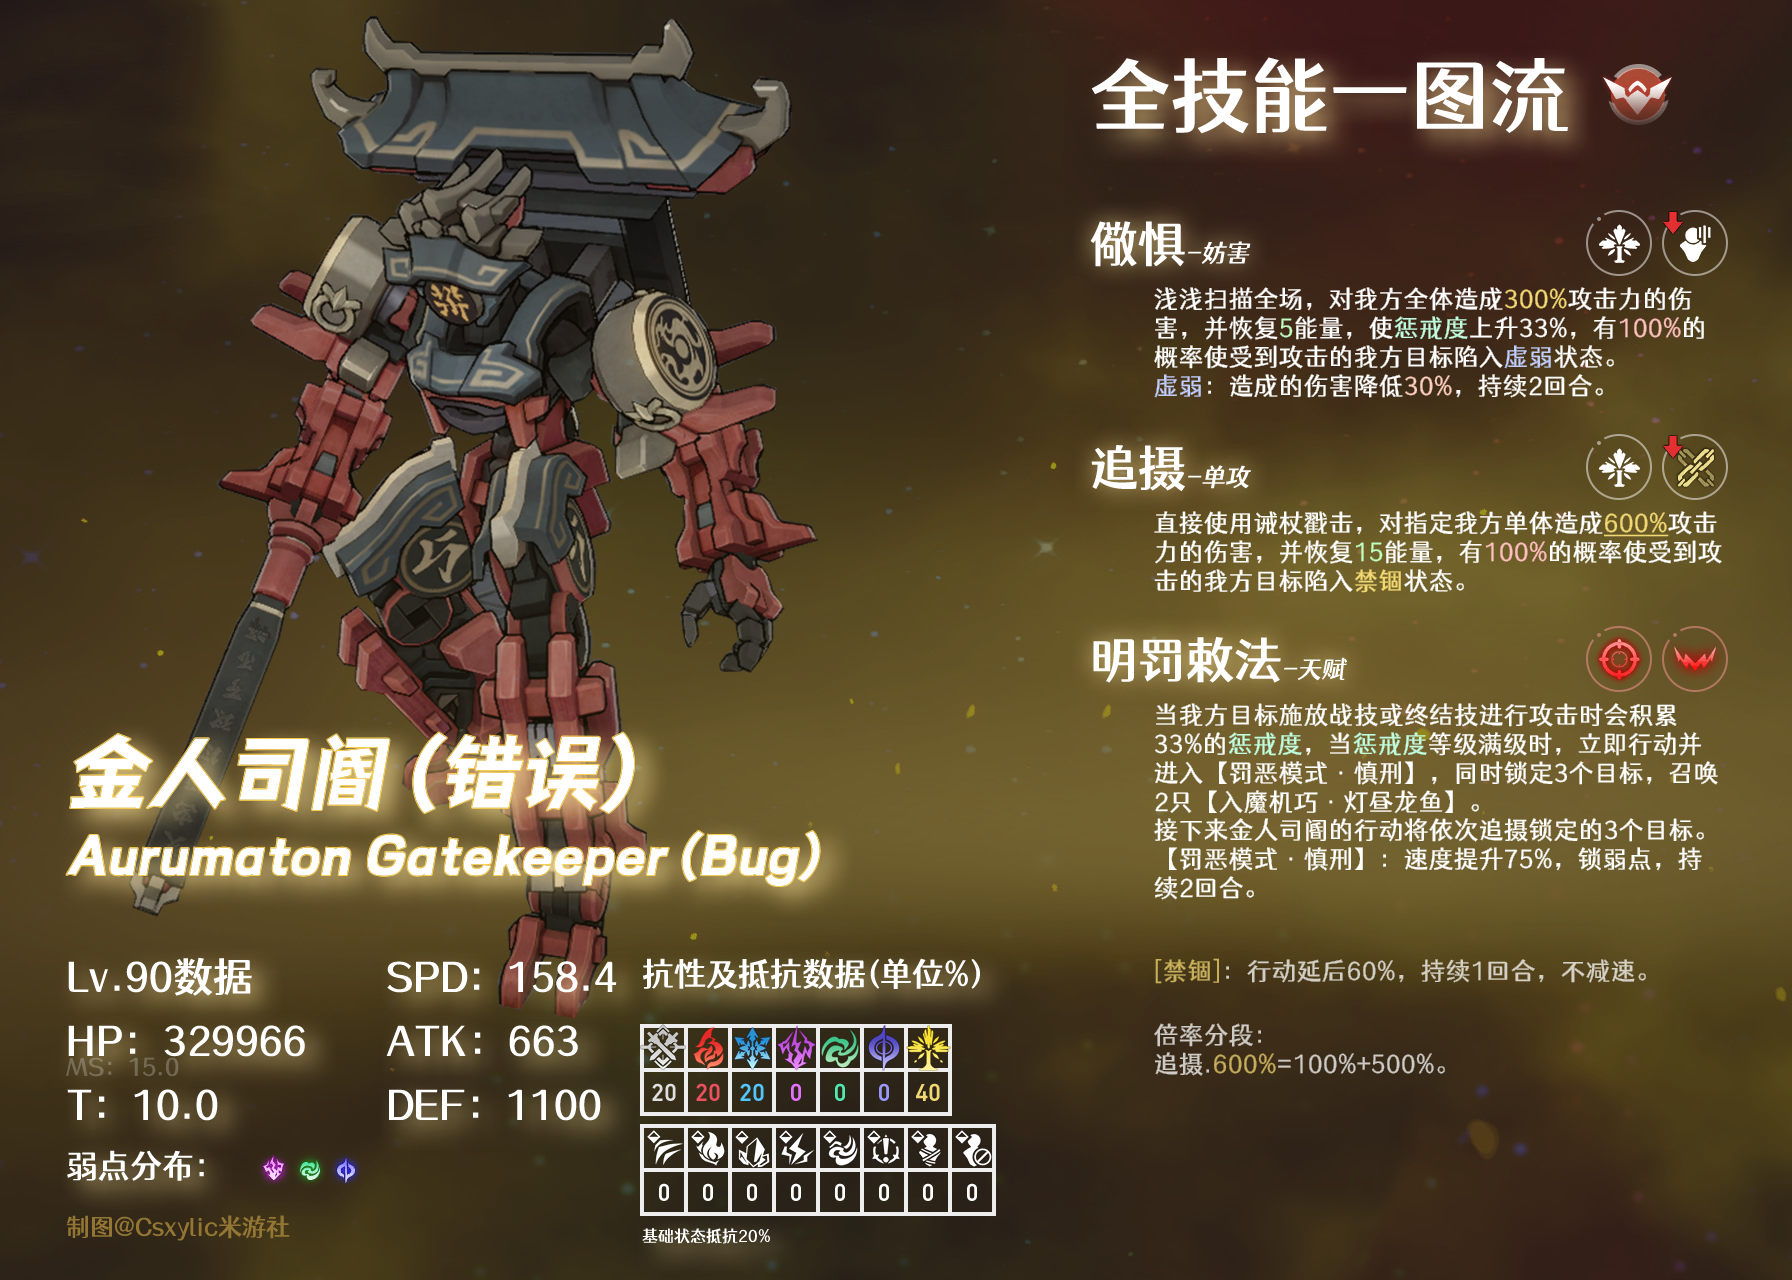 全技能一图流
儆惧-妨害
浅浅扫描全场，对我方全体造成300%攻击力的伤
害，并恢复5能量，使惩戒度上升33%，有100%的
概率使受到攻击的我方目标陷入虚弱状态。
虚弱：造成的伤害降低30%，持续2回合。
追摄-单攻
直接使用诫杖戳击，对指定我方单体造成600%攻击
力的伤害，并恢复15能量，有100%的概率使受到攻
击的我方目标陷入禁锢状态。
明罚敕法-天赋
当我方目标施放战技或终结技进行攻击时会积累
33%的惩戒度，当惩戒度等级满级时，立即行动并
进入【罚恶模式·慎刑】，同时锁定3个目标，召唤
2只【入魔机巧·灯昼龙鱼】。
接下来金人司阍的行动将依次追摄锁定的3个目标。
【罚恶模式·慎刑】：速度提升75%，锁弱点，持
续2回合。
[禁锢]：行动延后60%，持续1回合，不减速。
倍率分段：
追摄.600%=100%+500%。
金人司阍（错误）
Aurumaton Gatekeeper (Bug)
Lv.90数据
SPD：158.4
HP：329966
ATK：663
MS：15.0
T：10.0
DEF：1100
弱点分布：
制图@Csxylic米游社
抗性及抵抗数据(单位%)
20 20 20 0 0 0 40
0 0 0 0 0 0 0 0
基础状态抵抗20%